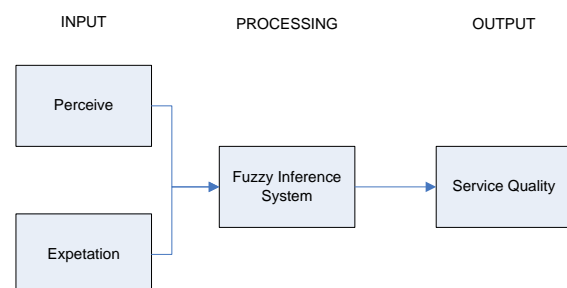 INPUT
PROCESSING
OUTPUT
Perceive
Fuzzy Inference
System
Service Quality
Expetation